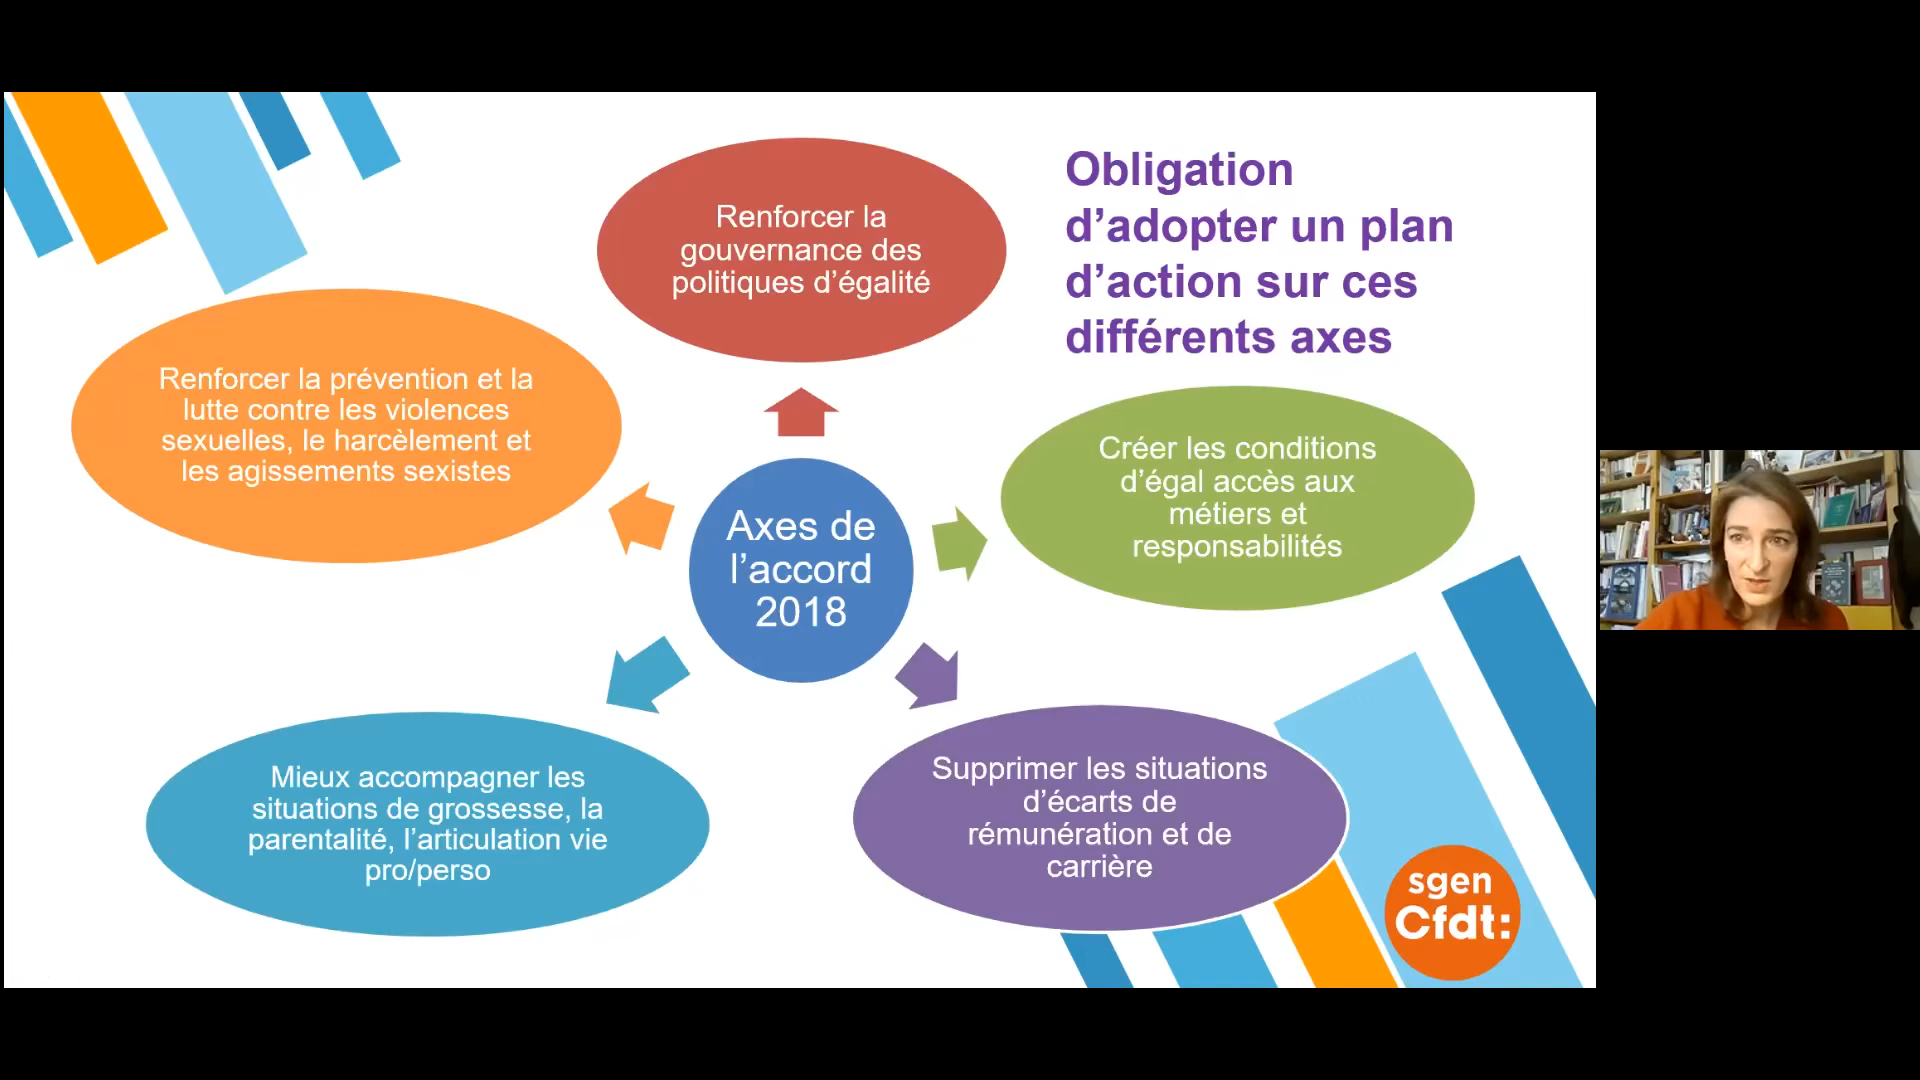 Obligation
d’adopter un plan
d’action sur ces
différents axes
Renforcer la
gouvernance des
politiques d’égalité
Renforcer la prévention et la
lutte contre les violences
sexuelles, le harcèlement et
les agissements sexistes
Créer les conditions
d’égal accès aux
métiers et
responsabilités
Axes de
l’accord
2018
Mieux accompagner les
situations de grossesse, la
parentalité, l’articulation vie
pro/perso
Supprimer les situations
d’écarts de
rémunération et de
carrière
sgen
Cfdt: